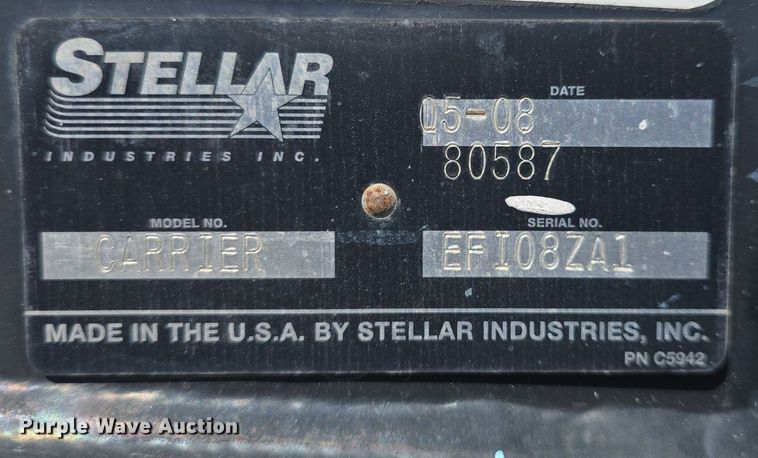 STELLAR
INDUSTRIES INC.
DATE
05-08
80587
MODEL NO.
CARRIER
SERIAL NO.
EFI08ZA1
MADE IN THE U.S.A. BY STELLAR INDUSTRIES, INC.
PN C5942
Purple Wave Auction